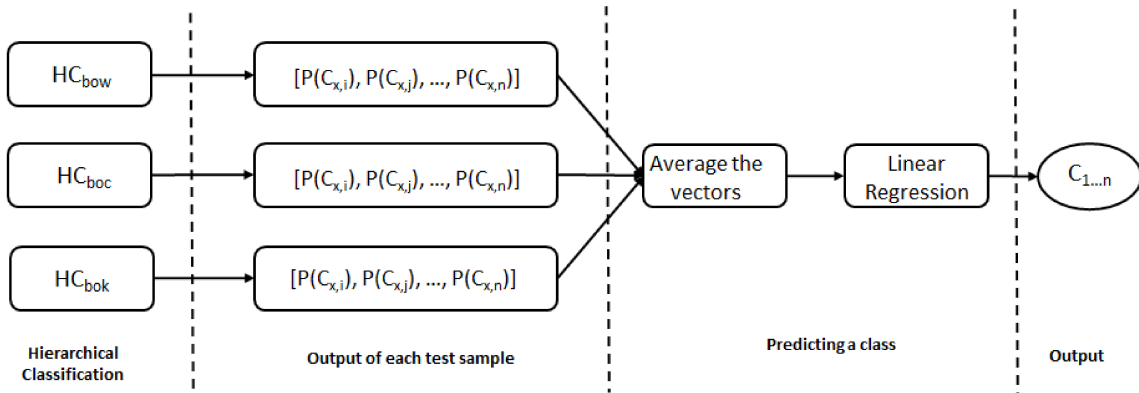 HCbow
[P(Cx,i), P(Cx,j), ..., P(Cx,n)]
HCboc
[P(Cx,i), P(Cx,j), ..., P(Cx,n)]
Average the
vectors
Linear
Regression
C1...n
HCbok
[P(Cx,i), P(Cx,j), ..., P(Cx,n)]
Hierarchical
Classification
Output of each test sample
Predicting a class
Output